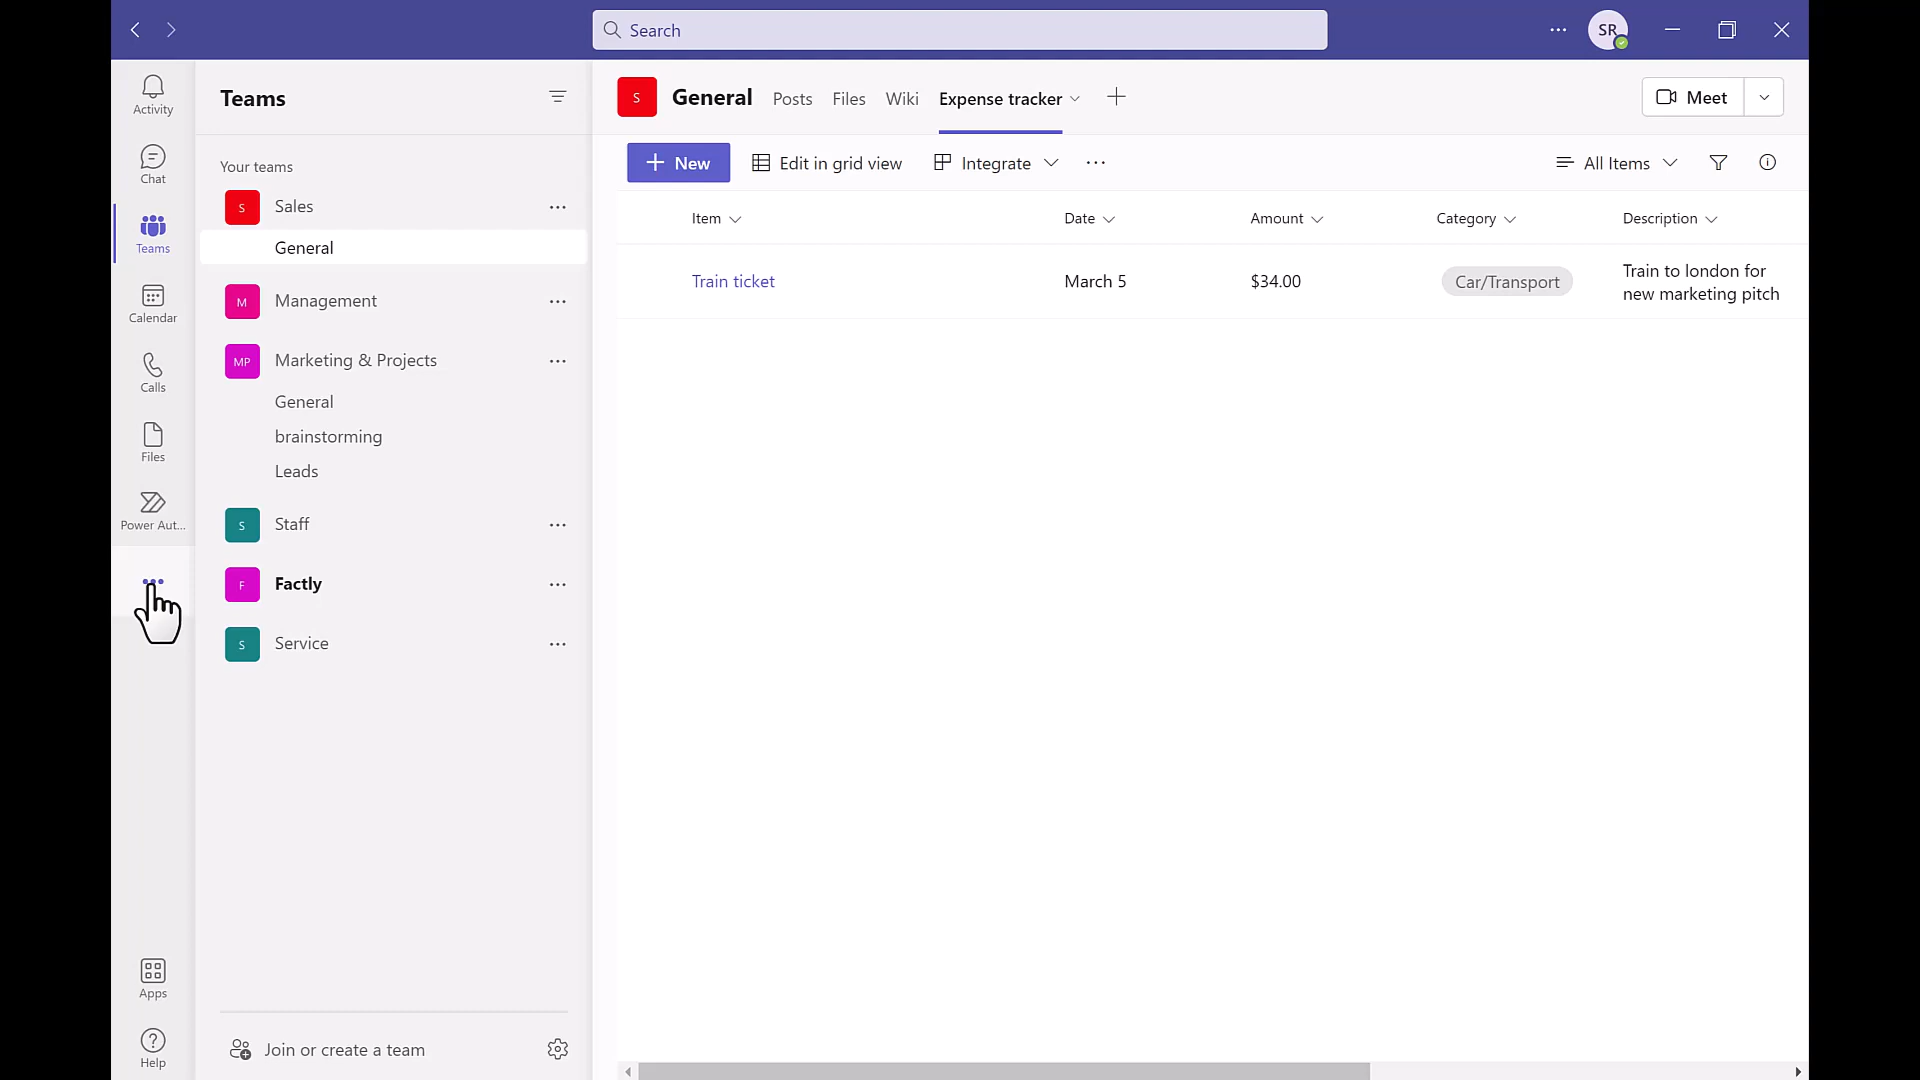 Search
SR
Activity
Chat
Teams
Calendar
Calls
Files
Power Aut...
Apps
Help
Teams
Your teams
S Sales
General
M Management
MP Marketing & Projects
General
brainstorming
Leads
S Staff
F Factly
S Service
Join or create a team
S General Posts Files Wiki Expense tracker
Meet
New Edit in grid view Integrate
All Items
Item Date Amount Category Description
Train ticket March 5 $34.00 Car/Transport Train to london for
new marketing pitch